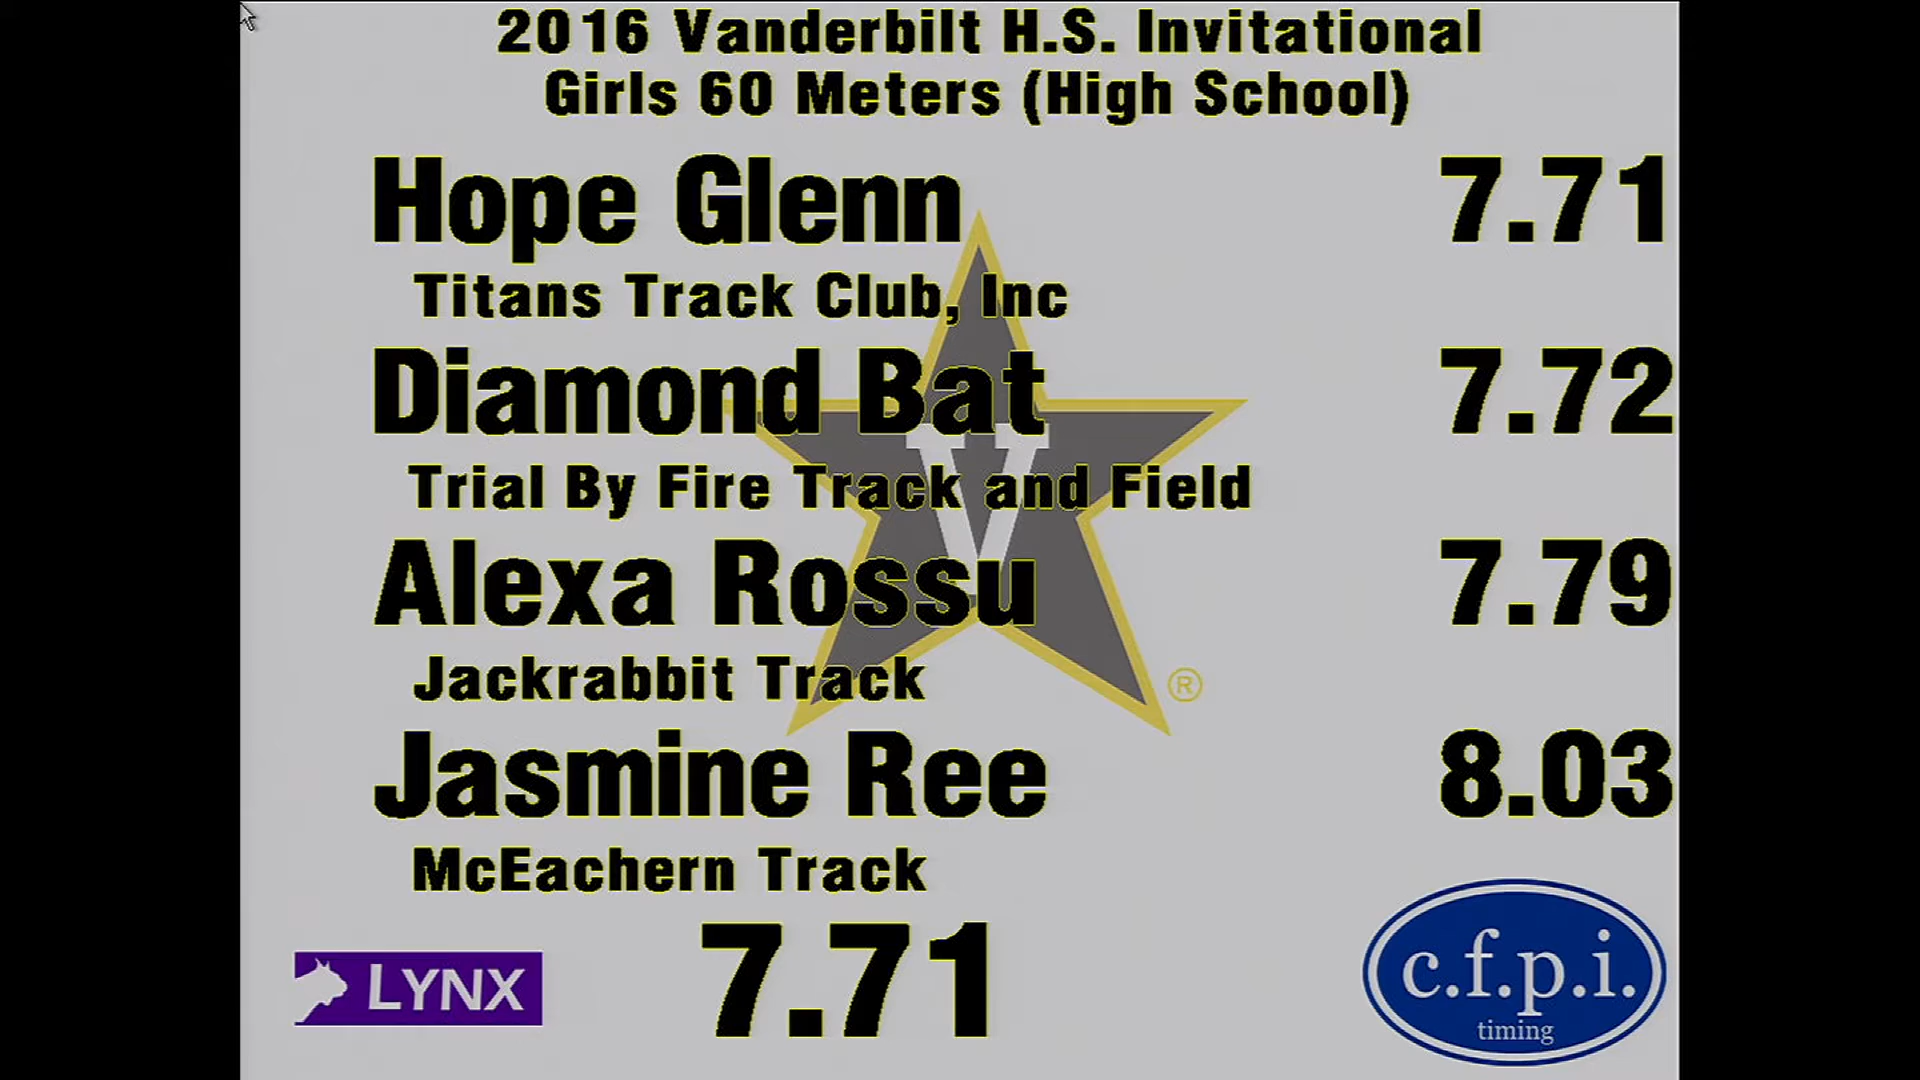 2016 Vanderbilt H.S. Invitational
Girls 60 Meters (High School)
Hope Glenn 7.71
Titans Track Club, Inc
Diamond Bat 7.72
Trial By Fire Track and Field
Alexa Rossu 7.79
Jackrabbit Track
Jasmine Ree 8.03
McEachern Track
7.71
V
®
LYNX
c.f.p.i.
timing